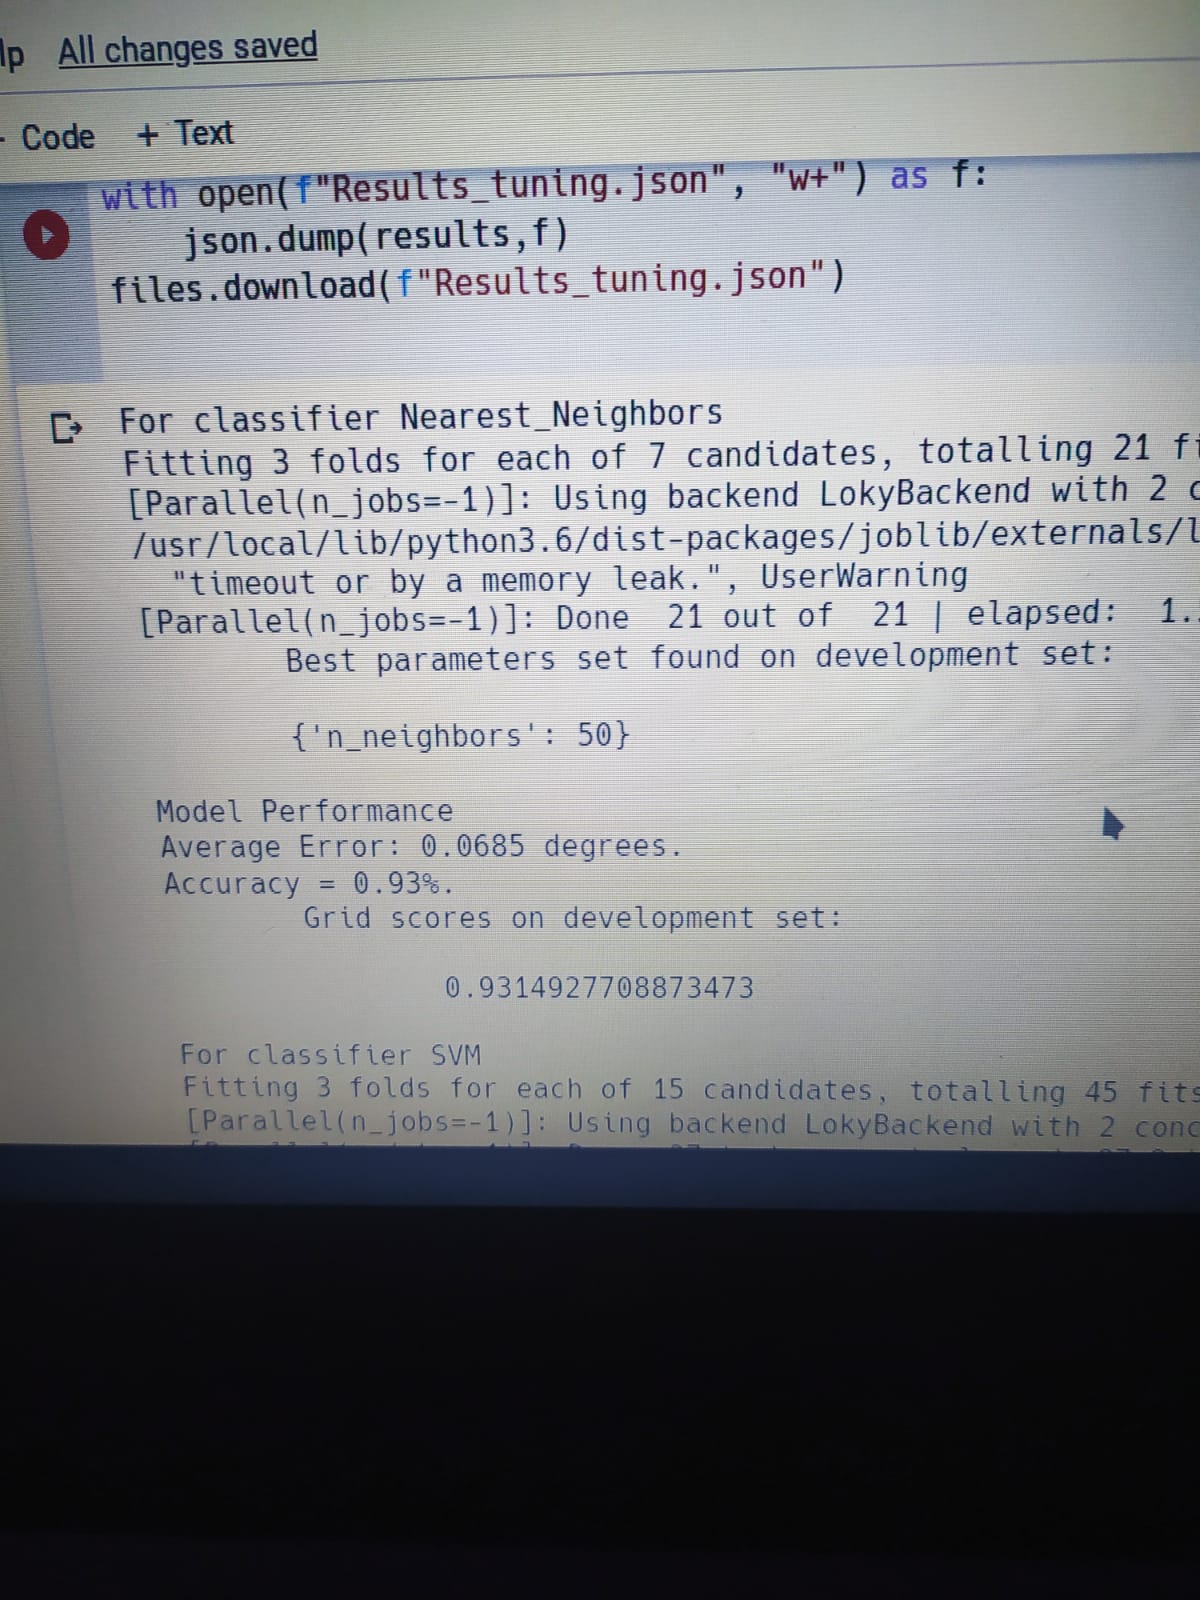 All changes saved
Code + Text
with open(f"Results_tuning.json", "w+") as f:
json.dump(results,f)
files.download(f"Results_tuning.json")
For classifier Nearest_Neighbors
Fitting 3 folds for each of 7 candidates, totalling 21
[Parallel(n_jobs=-1)]: Using backend LokyBackend with 2
/usr/local/lib/python3.6/dist-packages/joblib/externals/
"timeout or by a memory leak.", UserWarning
[Parallel(n_jobs=-1)]: Done 21 out of 21 | elapsed: 1.
Best parameters set found on development set:
{'n_neighbors': 50}
Model Performance
Average Error: 0.0685 degrees.
Accuracy = 0.93%.
Grid scores on development set:
0.9314927708873473
For classifier SVM
Fitting 3 folds for each of 15 candidates, totalling 45 fits
[Parallel(n_jobs=-1)]: Using backend LokyBackend with 2 conc